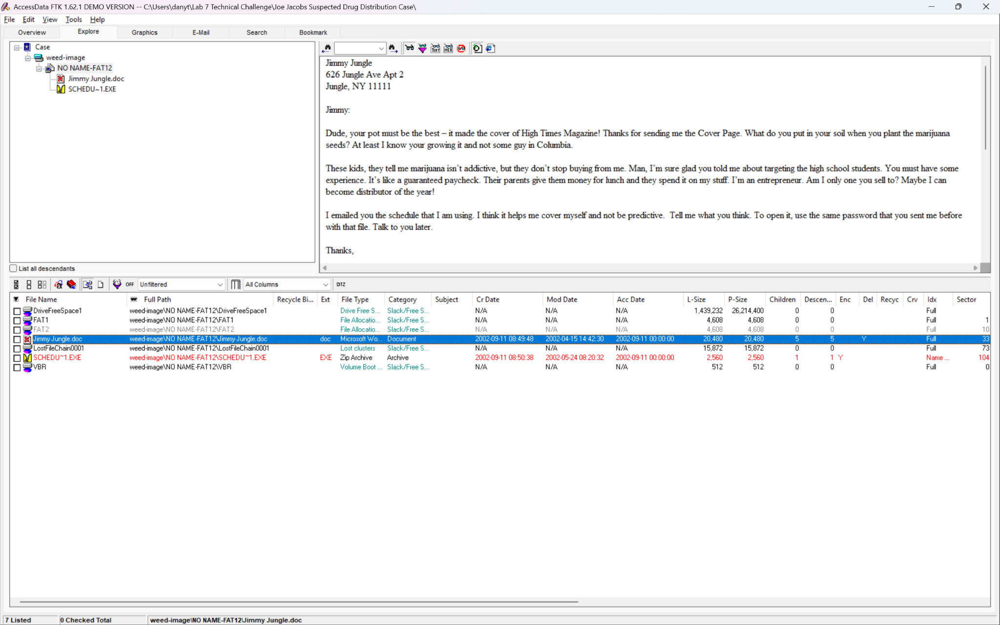 AccessData FTK 1.62.1 DEMO VERSION -- C:\Users\danyt\Lab 7 Technical Challenge\Joe Jacobs Suspected Drug Distribution Case\
File Edit View Tools Help
Overview Explore Graphics E-Mail Search Bookmark
Case
weed-image
NO NAME-FAT12
Jimmy Jungle.doc
SCHEDU~1.EXE
List all descendants
TEXT HEX
Jimmy Jungle
626 Jungle Ave Apt 2
Jungle, NY 11111
Jimmy:
Dude, your pot must be the best – it made the cover of High Times Magazine! Thanks for sending me the Cover Page. What do you put in your soil when you plant the marijuana
seeds? At least I know your growing it and not some guy in Columbia.
These kids, they tell me marijuana isn't addictive, but they don't stop buying from me. Man, I'm sure glad you told me about targeting the high school students. You must have some
experience. It's like a guaranteed paycheck. Their parents give them money for lunch and they spend it on my stuff. I'm an entrepreneur. Am I only one you sell to? Maybe I can
become distributor of the year!
I emailed you the schedule that I am using. I think it helps me cover myself and not be predictive. Tell me what you think. To open it, use the same password that you sent me before
with that file. Talk to you later.
Thanks,
OFF Unfiltered All Columns DTZ
File Name Full Path Recycle Bi... Ext File Type Category Subject Cr Date Mod Date Acc Date L-Size P-Size Children Descen... Enc Del Recyc Crv Idx Sector
DriveFreeSpace1 weed-image\NO NAME-FAT12\DriveFreeSpace1 Drive Free S... Slack/Free S... N/A N/A N/A 1,439,232 26,214,400 0 0 Full
FAT1 weed-image\NO NAME-FAT12\FAT1 File Allocatio... Slack/Free S... N/A N/A N/A 4,608 4,608 0 0 Full 1
FAT2 weed-image\NO NAME-FAT12\FAT2 File Allocatio... Slack/Free S... N/A N/A N/A 4,608 4,608 0 0 Full 10
Jimmy Jungle.doc weed-image\NO NAME-FAT12\Jimmy Jungle.doc doc Microsoft Wo... Document 2002-09-11 08:49:48 2002-04-15 14:42:30 2002-09-11 00:00:00 20,480 20,480 5 5 Y Full 33
LostFileChain0001 weed-image\NO NAME-FAT12\LostFileChain0001 Lost clusters Slack/Free S... N/A N/A N/A 15,872 15,872 0 0 Full 73
SCHEDU~1.EXE weed-image\NO NAME-FAT12\SCHEDU~1.EXE EXE Zip Archive Archive 2002-09-11 08:50:38 2002-05-24 08:20:32 2002-09-11 00:00:00 2,560 2,560 1 1 Y Name ... 104
VBR weed-image\NO NAME-FAT12\VBR Volume Boot ... Slack/Free S... N/A N/A N/A 512 512 0 0 Full 0
7 Listed 0 Checked Total weed-image\NO NAME-FAT12\Jimmy Jungle.doc